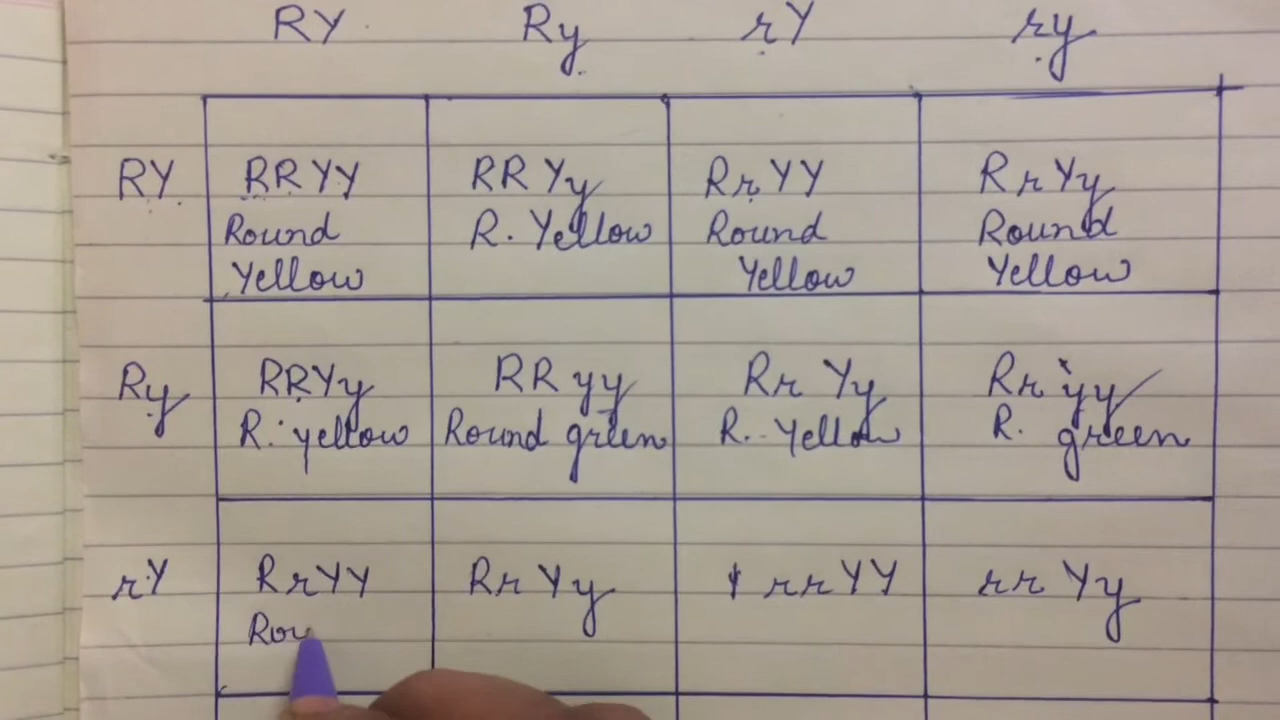 RY Ry rY ry
RY RRYY RRYy RrYY RrYy
Round R. Yellow Round Round
Yellow Yellow Yellow
Ry RRYy RRyy RrYy Rryy
R. yellow Round green R. Yellow R. green
rY RrYY RrYy rrYY rrYy
Rou